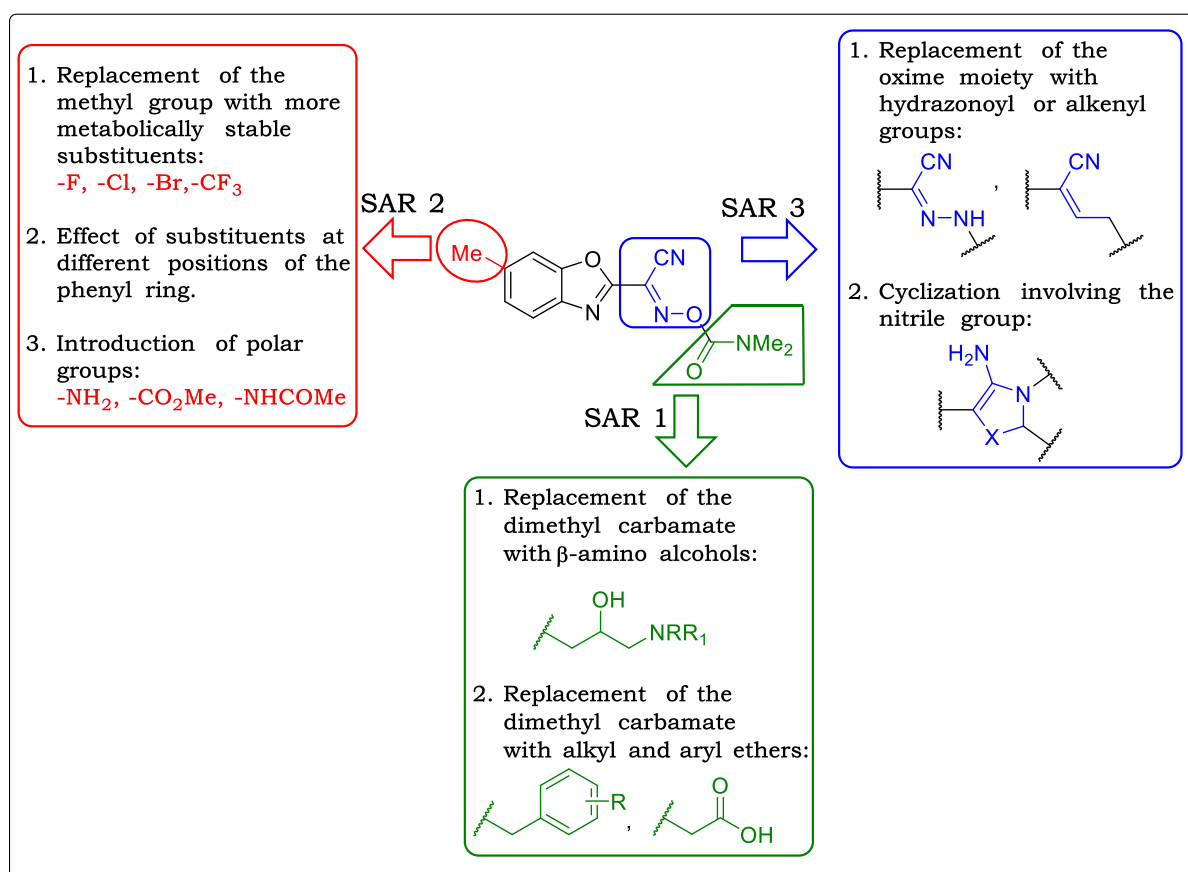 1. Replacement of the
methyl group with more
metabolically stable
substituents:
-F, -Cl, -Br,-CF3
2. Effect of substituents at
different positions of the
phenyl ring.
3. Introduction of polar
groups:
-NH2, -CO2Me, -NHCOMe
SAR 2
Me
O
N
CN
N
O
O
NMe2
SAR 3
SAR 1
1. Replacement of the
oxime moiety with
hydrazonoyl or alkenyl
groups:
CN
N
NH
,
CN
2. Cyclization involving the
nitrile group:
H2N
N
X
1. Replacement of the
dimethyl carbamate
with β-amino alcohols:
OH
NRR1
2. Replacement of the
dimethyl carbamate
with alkyl and aryl ethers:
R
,
O
OH